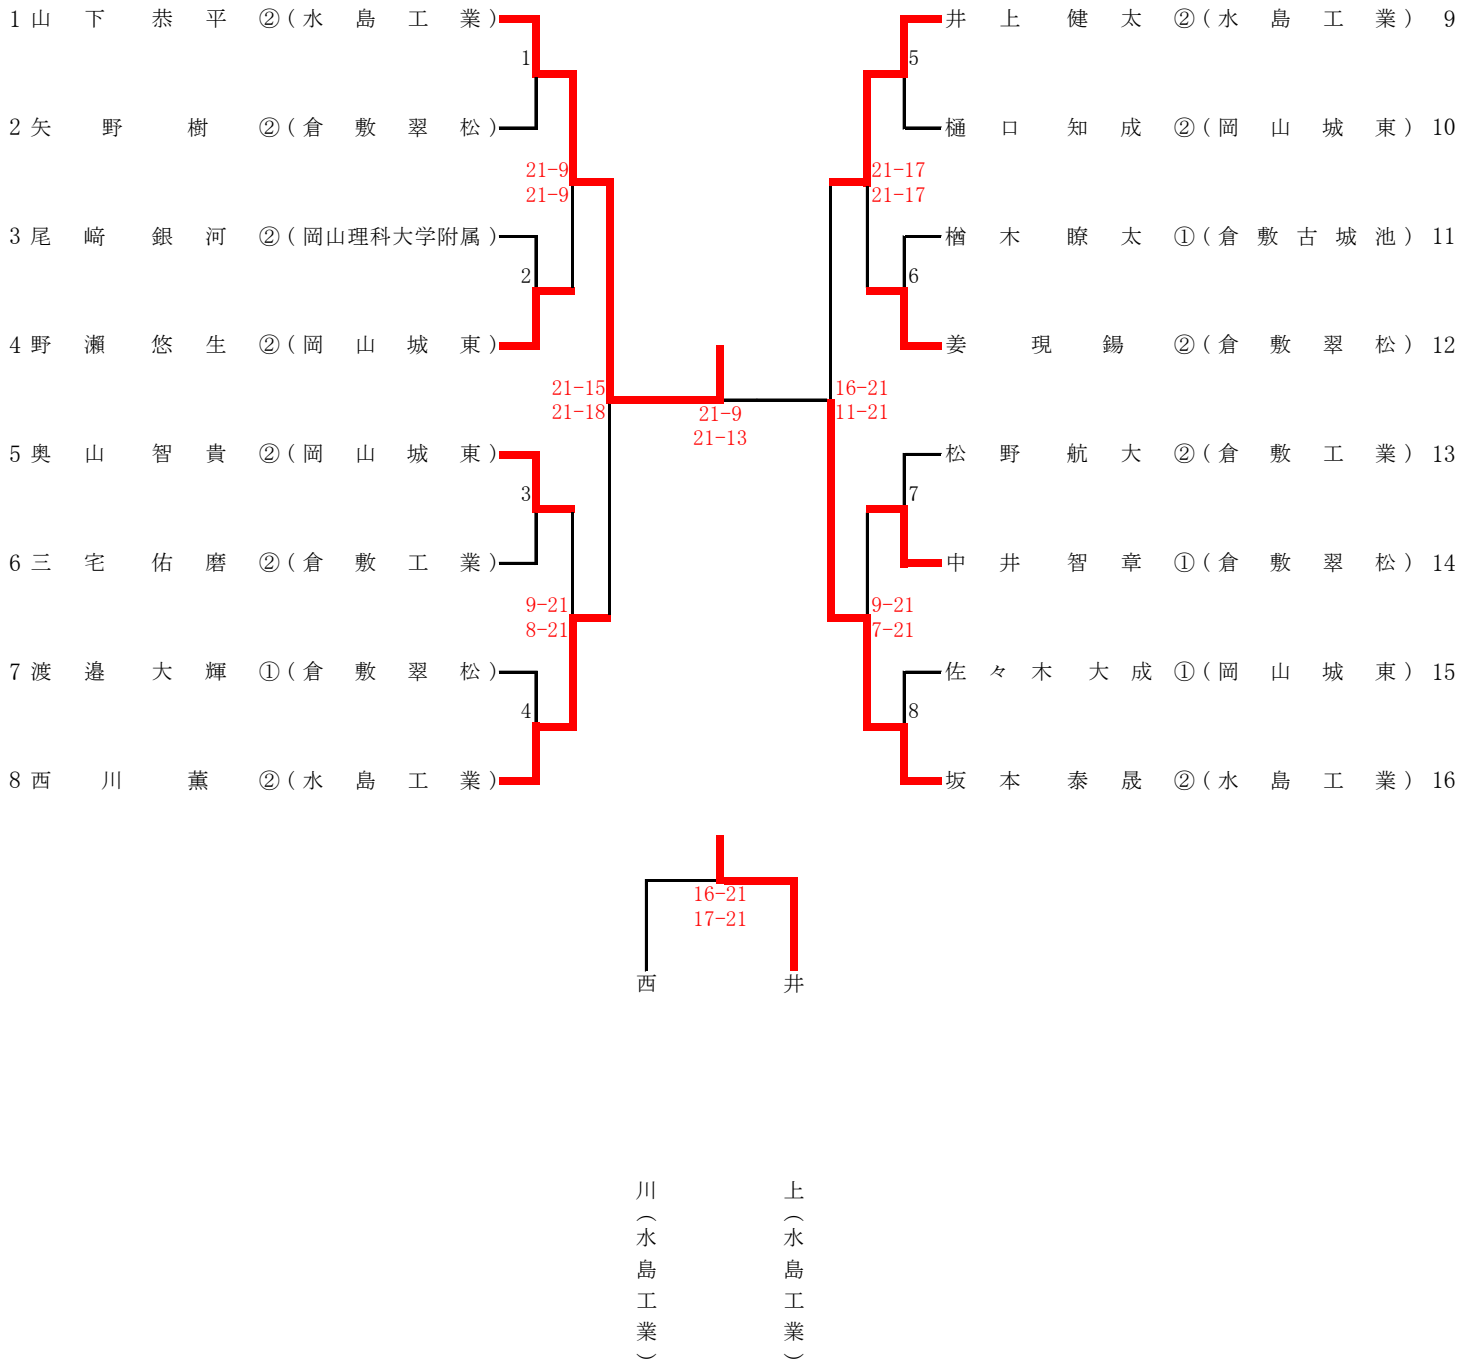 1 山下恭平 ②(水島工業)
1
2 矢野樹 ②(倉敷翠松)
21-9
21-9
3 尾﨑銀河 ②(岡山理科大学附属)
2
4 野瀬悠生 ②(岡山城東)
21-15
21-18
5 奥山智貴 ②(岡山城東)
3
6 三宅佑磨 ②(倉敷工業)
9-21
8-21
7 渡邉大輝 ①(倉敷翠松)
4
8 西川薫 ②(水島工業)
21-9
21-13
井上健太 ②(水島工業) 9
5
樋口知成 ②(岡山城東) 10
21-17
21-17
楢木瞭太 ①(倉敷古城池) 11
6
姜現錫 ②(倉敷翠松) 12
16-21
11-21
松野航大 ②(倉敷工業) 13
7
中井智章 ①(倉敷翠松) 14
9-21
7-21
佐々木大成 ①(岡山城東) 15
8
坂本泰晟 ②(水島工業) 16
16-21
17-21
西川(水島工業)
井上(水島工業)